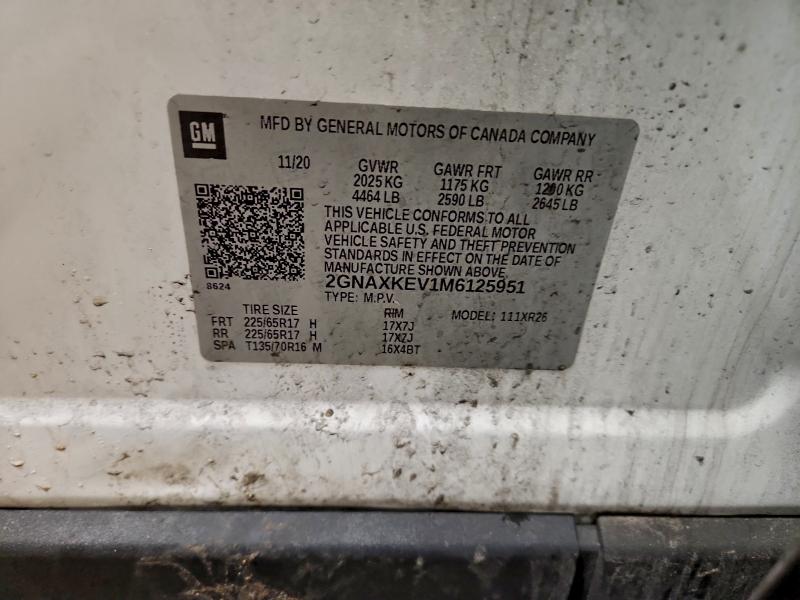 GM
MFD BY GENERAL MOTORS OF CANADA COMPANY
11/20 GVWR GAWR FRT GAWR RR
2025 KG 1175 KG 1200 KG
4464 LB 2590 LB 2645 LB
THIS VEHICLE CONFORMS TO ALL
APPLICABLE U.S. FEDERAL MOTOR
VEHICLE SAFETY AND THEFT PREVENTION
STANDARDS IN EFFECT ON THE DATE OF
MANUFACTURE SHOWN ABOVE.
8624 2GNAXKEV1M6125951
TYPE: M.P.V.
TIRE SIZE RIM MODEL: 111XR26
FRT 225/65R17 H 17X7J
RR 225/65R17 H 17X7J
SPA T135/70R16 M 16X4BT